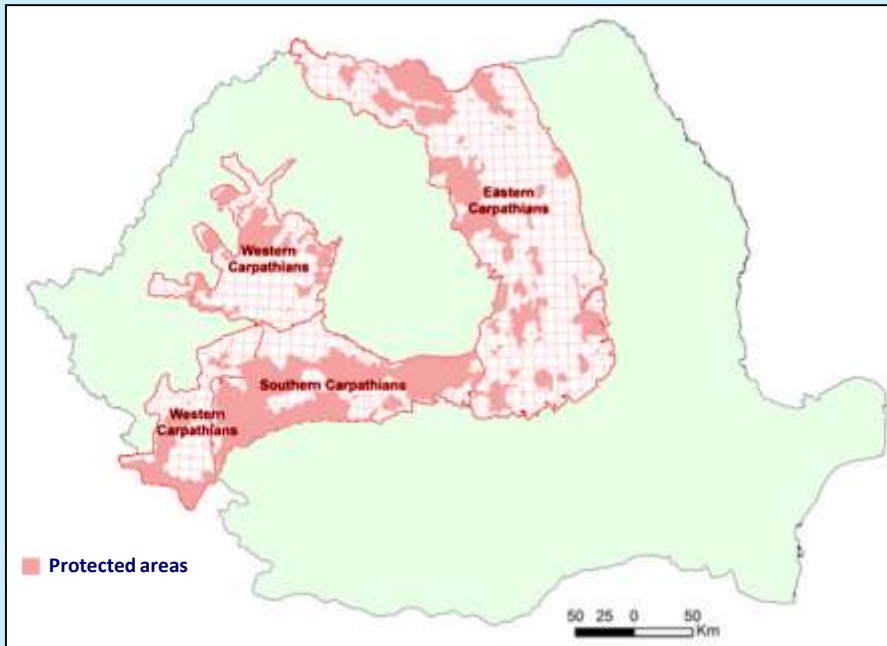 Eastern
Carpathians
Western
Carpathians
Southern Carpathians
Western
Carpathians
Protected areas
50 25 0 50
Km